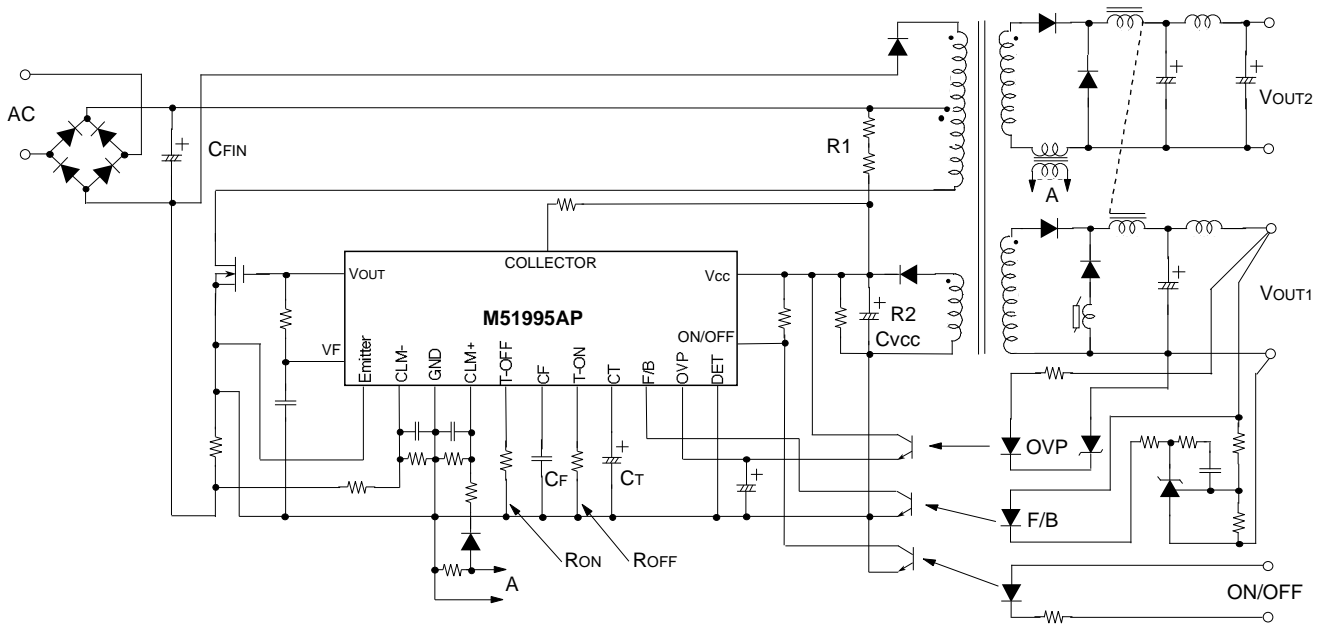 AC
+
CFIN
R1
+
+
VOUT2
A
COLLECTOR
VOUT
Vcc
M51995AP
ON/OFF
VF
Emitter
CLM-
GND
CLM+
T-OFF
CF
T-ON
CT
F/B
OVP
DET
+
R2
CVCC
+
VOUT1
CF
+
CT
+
OVP
F/B
RON
ROFF
A
ON/OFF